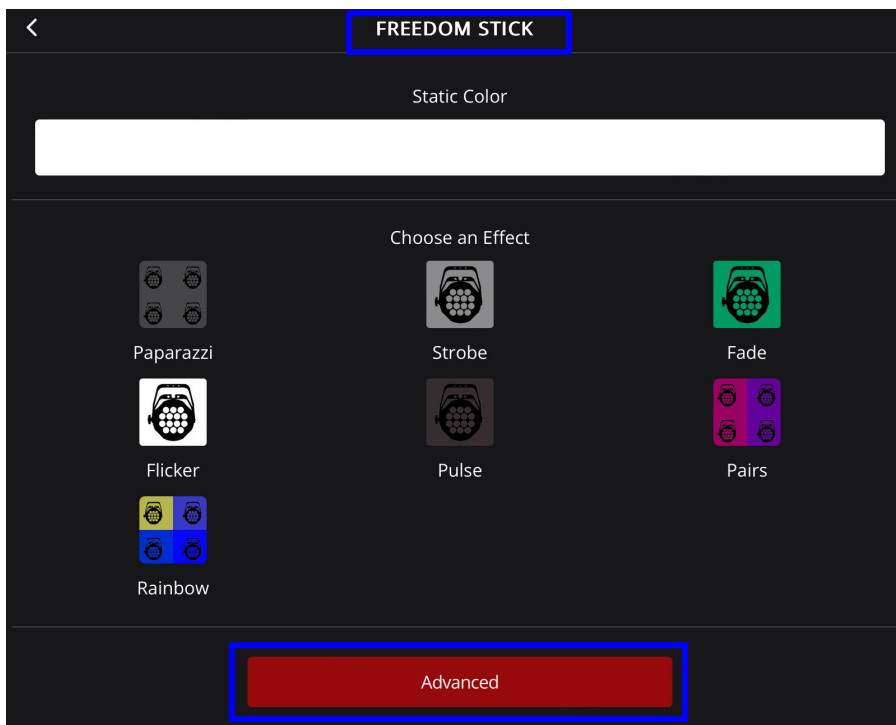 FREEDOM STICK
Static Color
Choose an Effect
Paparazzi
Strobe
Fade
Flicker
Pulse
Pairs
Rainbow
Advanced